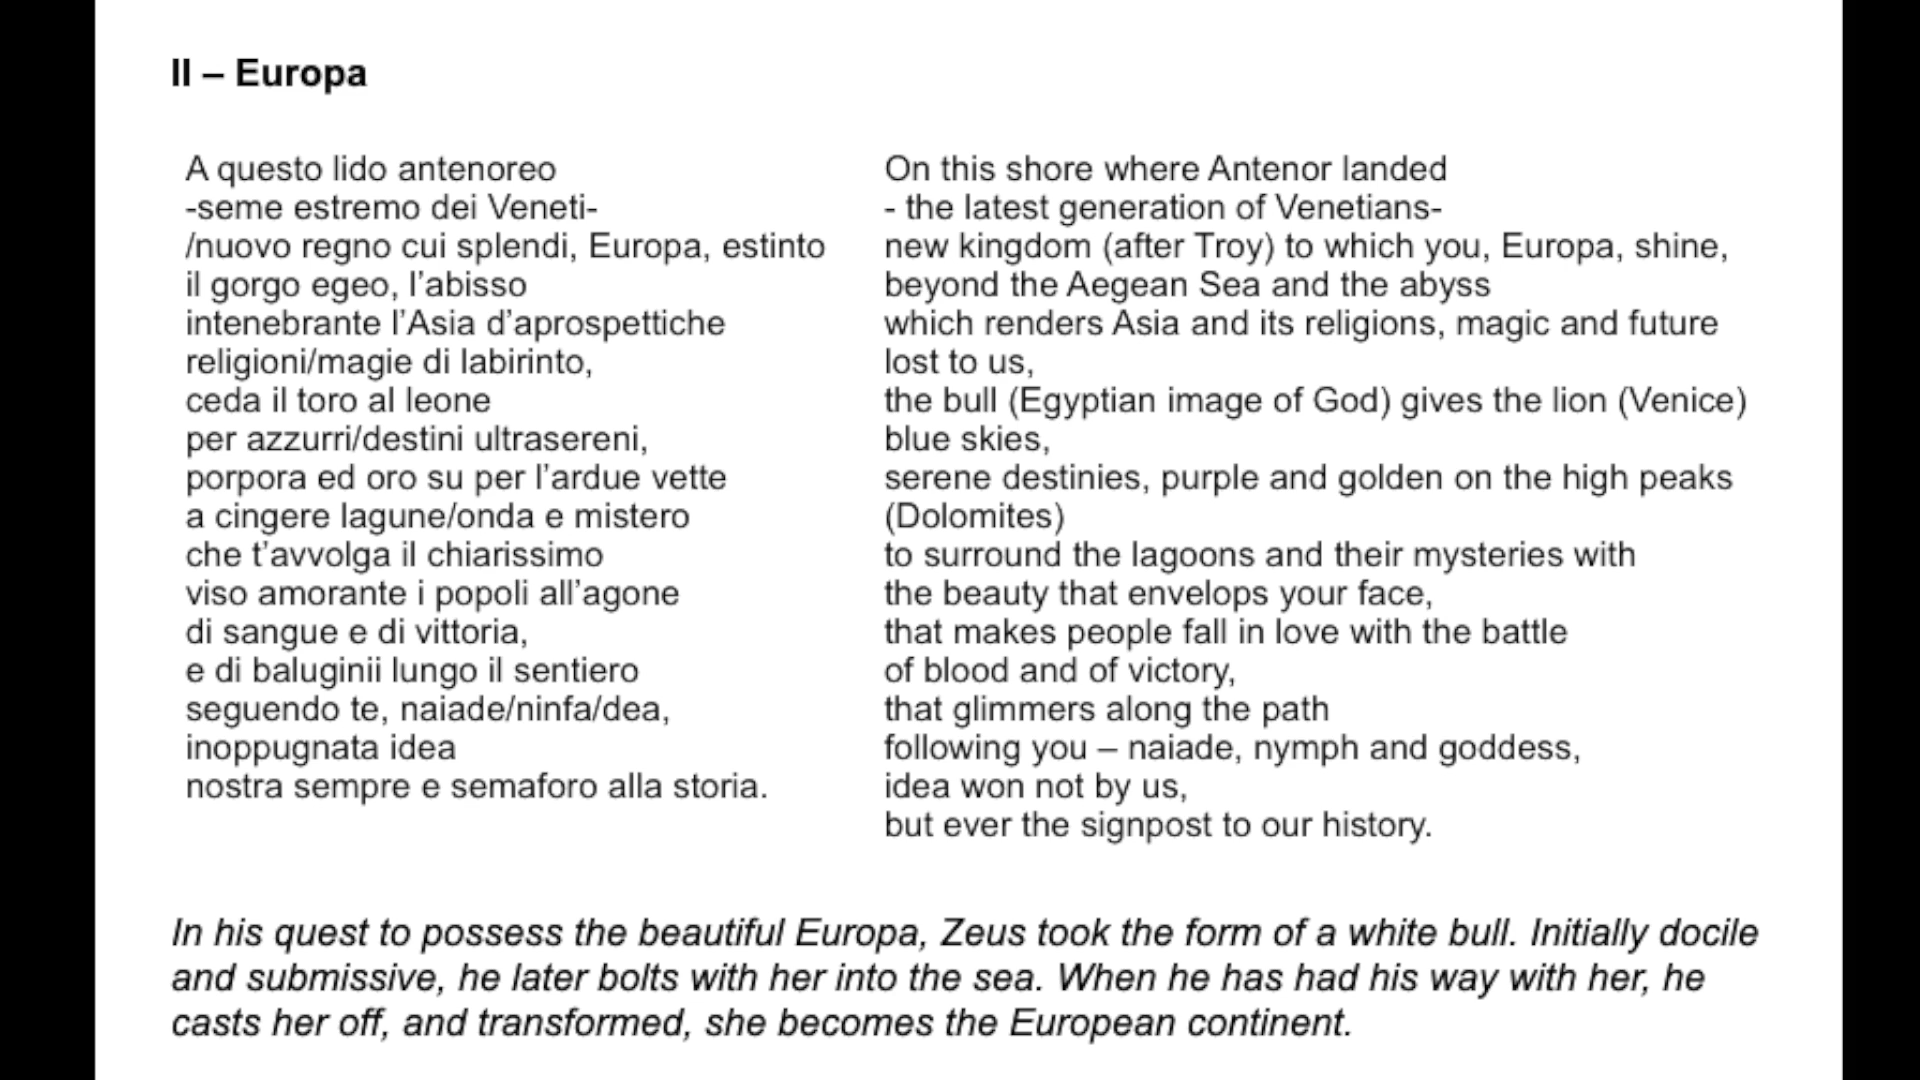 II – Europa
A questo lido antenoreo
-seme estremo dei Veneti-
/nuovo regno cui splendi, Europa, estinto
il gorgo egeo, l’abisso
intenebrante l’Asia d’aprospettiche
religioni/magie di labirinto,
ceda il toro al leone
per azzurri/destini ultrasereni,
porpora ed oro su per l’ardue vette
a cingere lagune/onda e mistero
che t’avvolga il chiarissimo
viso amorante i popoli all’agone
di sangue e di vittoria,
e di baluginii lungo il sentiero
seguendo te, naiade/ninfa/dea,
inoppugnata idea
nostra sempre e semaforo alla storia.
On this shore where Antenor landed
- the latest generation of Venetians-
new kingdom (after Troy) to which you, Europa, shine,
beyond the Aegean Sea and the abyss
which renders Asia and its religions, magic and future
lost to us,
the bull (Egyptian image of God) gives the lion (Venice)
blue skies,
serene destinies, purple and golden on the high peaks
(Dolomites)
to surround the lagoons and their mysteries with
the beauty that envelops your face,
that makes people fall in love with the battle
of blood and of victory,
that glimmers along the path
following you – naiade, nymph and goddess,
idea won not by us,
but ever the signpost to our history.
In his quest to possess the beautiful Europa, Zeus took the form of a white bull. Initially docile
and submissive, he later bolts with her into the sea. When he has had his way with her, he
casts her off, and transformed, she becomes the European continent.